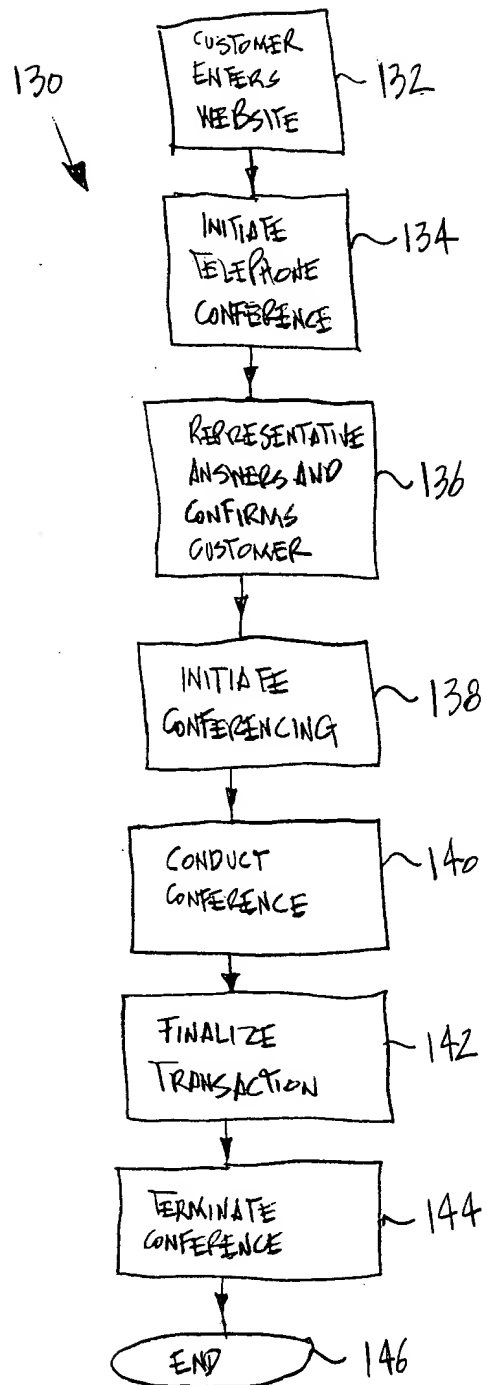 130
CUSTOMER
ENTERS
WEBSITE
132
INITIATE
TELEPHONE
CONFERENCE
134
REPRESENTATIVE
ANSWERS AND
CONFIRMS
CUSTOMER
136
INITIATE
CONFERENCING
138
CONDUCT
CONFERENCE
140
FINALIZE
TRANSACTION
142
TERMINATE
CONFERENCE
144
END
146